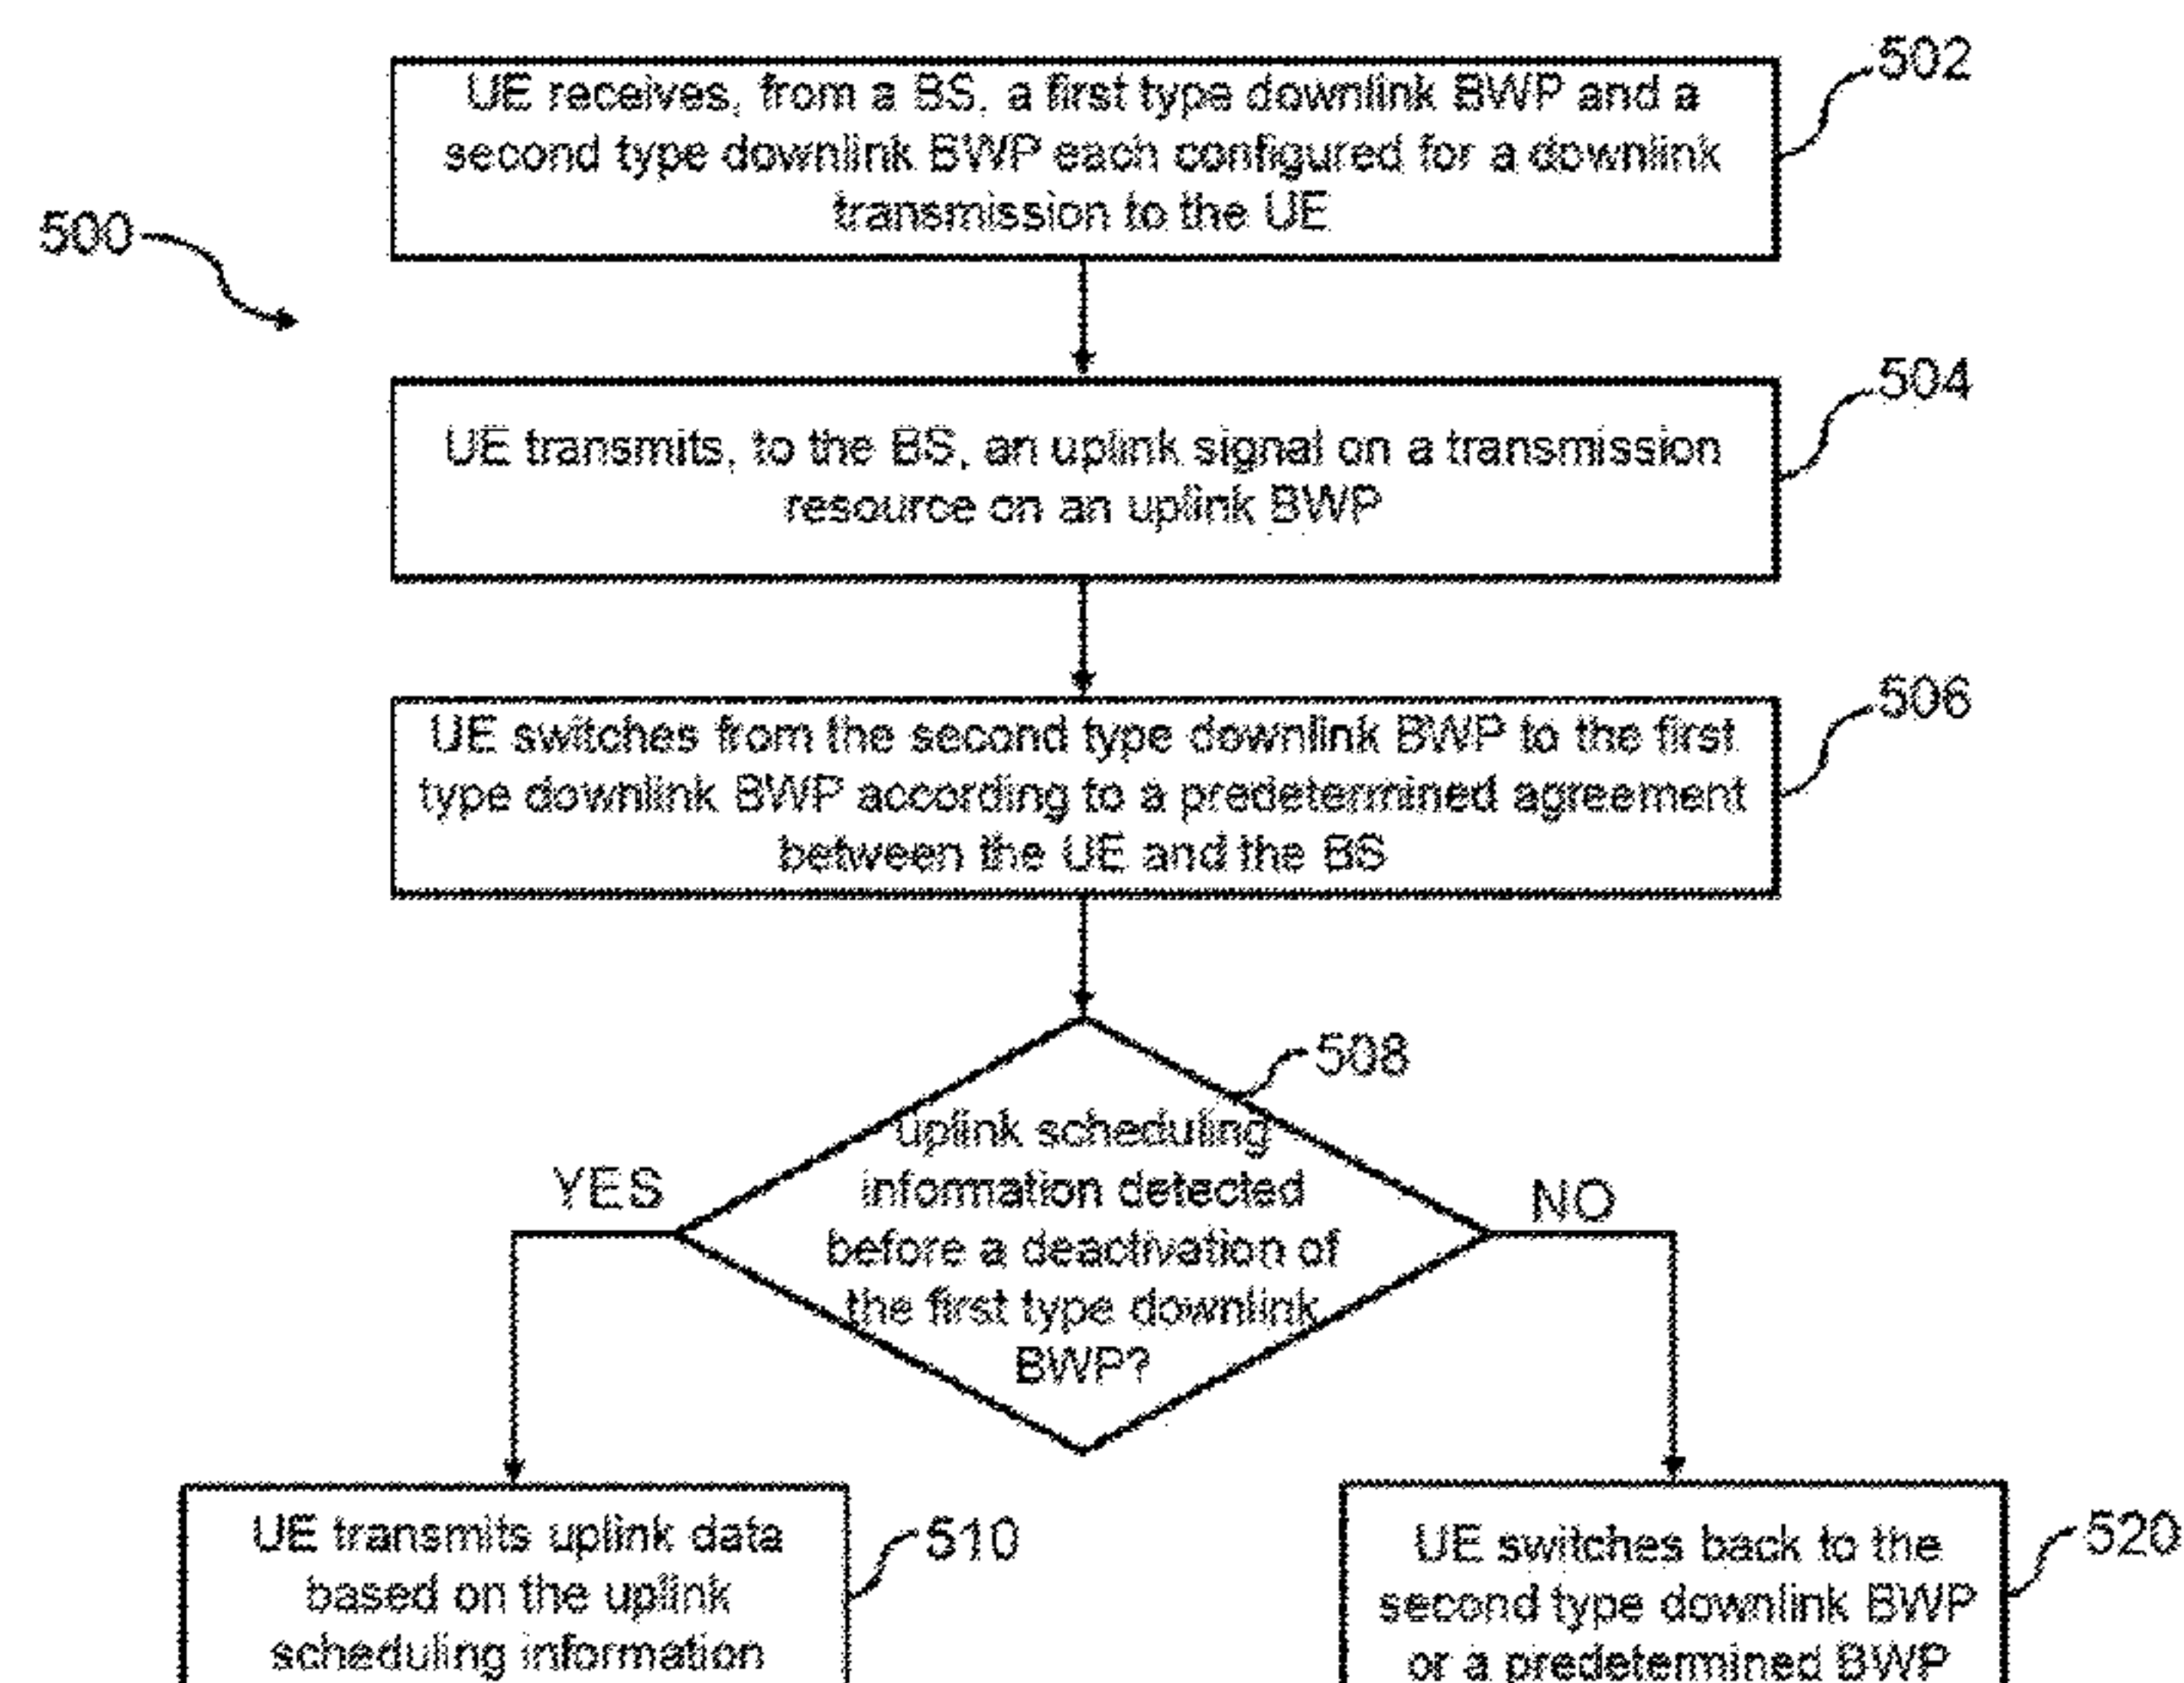 502
UE receives, from a BS, a first type downlink BWP and a
second type downlink BWP each configured for a downlink
transmission to the UE
500
504
UE transmits, to the BS, an uplink signal on a transmission
resource on an uplink BWP
506
UE switches from the second type downlink BWP to the first
type downlink BWP according to a predetermined agreement
between the UE and the BS
508
uplink scheduling
information detected
before a deactivation of
the first type downlink
BWP?
YES
NO
510
UE transmits uplink data
based on the uplink
scheduling information
520
UE switches back to the
second type downlink BWP
or a predetermined BWP